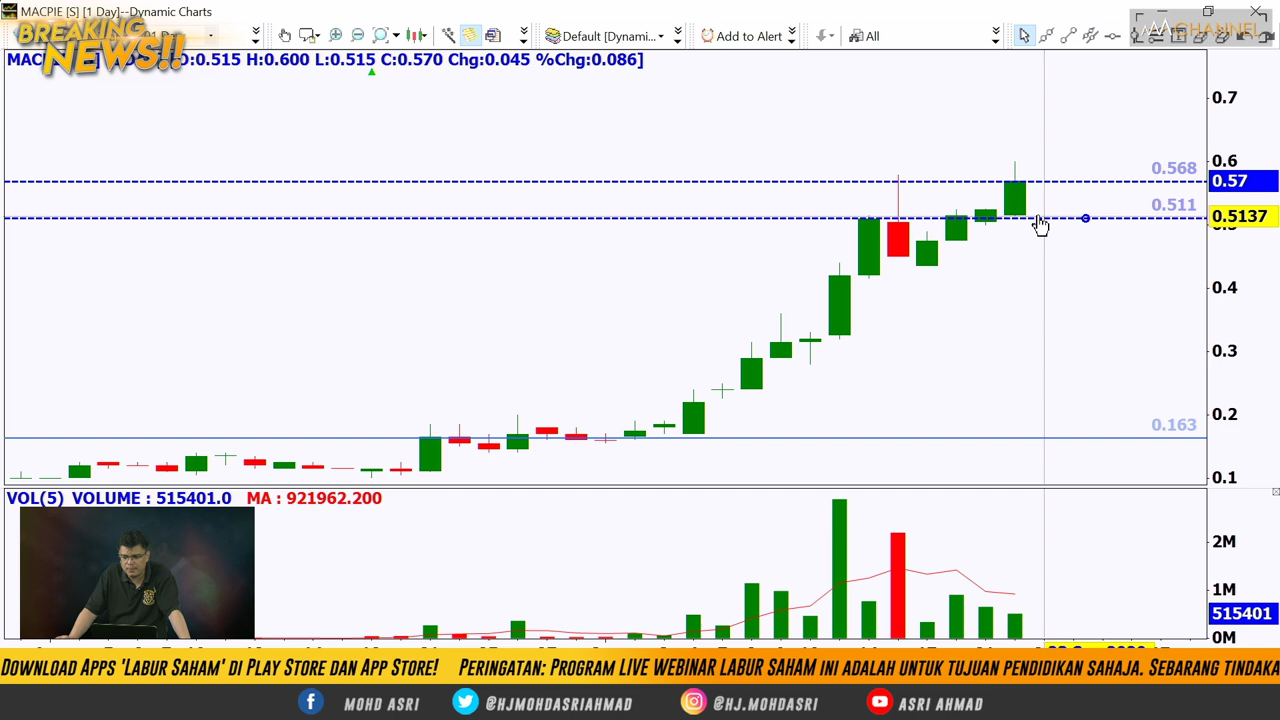 MACPIE [S] [1 Day]--Dynamic Charts
BREAKING
NEWS!!
Default [Dynami...
Add to Alert
All
CHANNEL
O:0.515 H:0.600 L:0.515 C:0.570 Chg:0.045 %Chg:0.086]
0.7
0.6
0.568
0.57
0.511
0.5137
0.4
0.3
0.2
0.163
0.1
VOL(5) VOLUME : 515401.0 MA : 921962.200
2M
1M
515401
0M
DOWNLOAD APPS 'LABUR SAHAM' DI PLAY STORE DAN APP STORE! PERINGATAN: PROGRAM LIVE WEBINAR LABUR SAHAM INI ADALAH UNTUK TUJUAN PENDIDIKAN SAHAJA. SEBARANG TINDAKA
MOHD ASRI @HJMOHDASRIAHMAD @HJ.MOHDASRI ASRI AHMAD